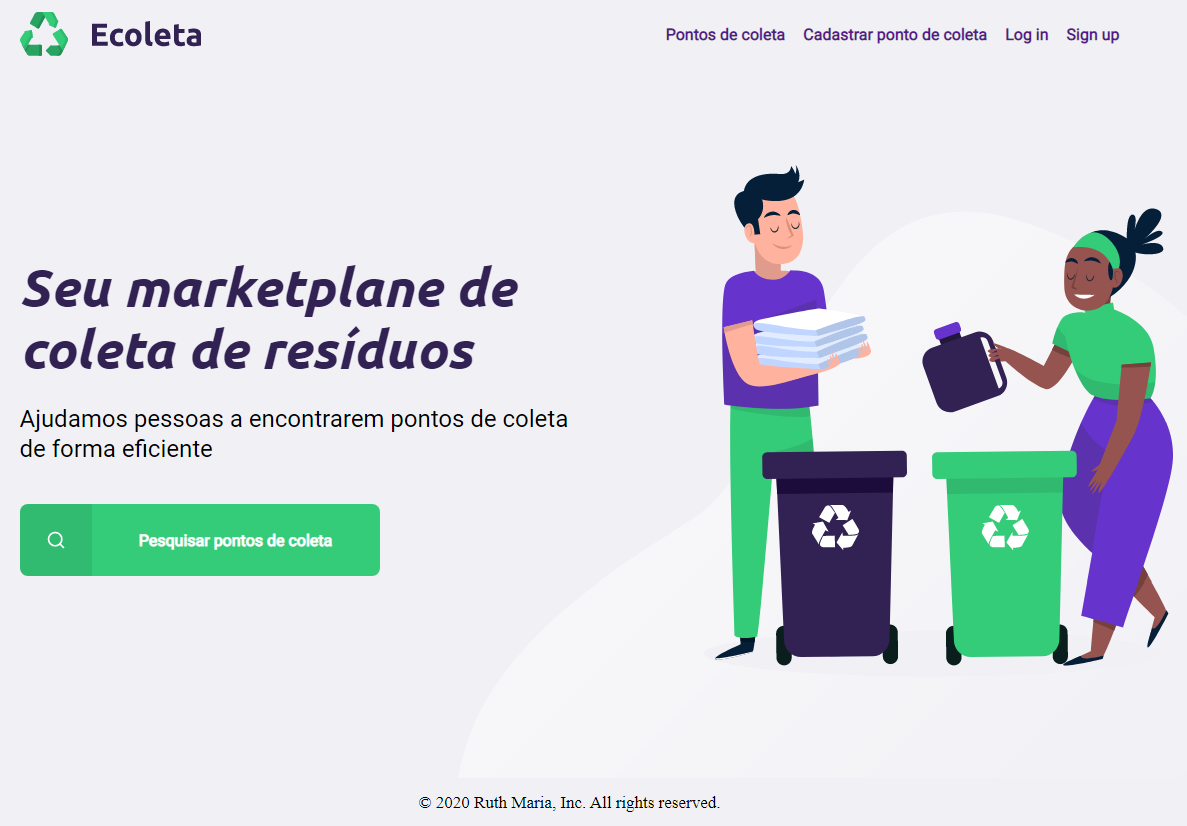 Ecoleta
Pontos de coleta Cadastrar ponto de coleta Log in Sign up
Seu marketplane de
coleta de resíduos
Ajudamos pessoas a encontrarem pontos de coleta
de forma eficiente
Pesquisar pontos de coleta
© 2020 Ruth Maria, Inc. All rights reserved.